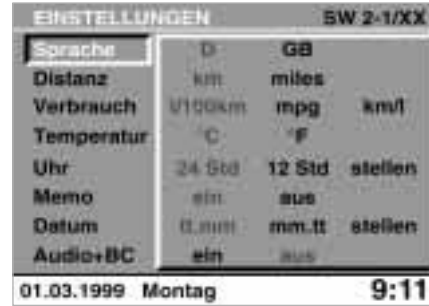 EINSTELLUNGEN SW 2-1/XX
Sprache D GB
Distanz km miles
Verbrauch l/100km mpg km/l
Temperatur °C °F
Uhr 24 Std 12 Std stellen
Memo ein aus
Datum tt.mm mm.tt stellen
Audio+BC ein aus
01.03.1999 Montag 9:11